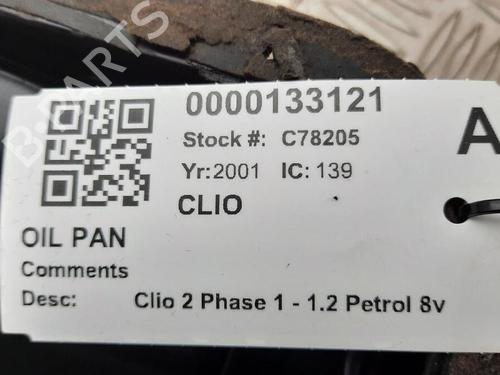 0000133121
Stock #: C78205
A
Yr:2001 IC: 139
CLIO
OIL PAN
Comments
Desc: Clio 2 Phase 1 - 1.2 Petrol 8v
B-PARTS